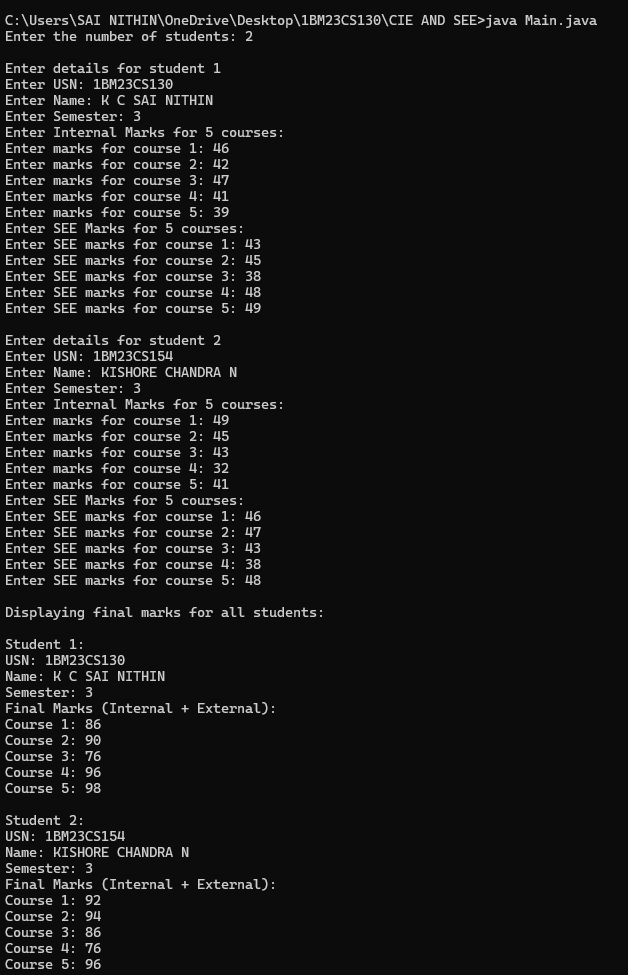 C:\Users\SAI NITHIN\OneDrive\Desktop\1BM23CS130\CIE AND SEE>java Main.java
Enter the number of students: 2
Enter details for student 1
Enter USN: 1BM23CS130
Enter Name: K C SAI NITHIN
Enter Semester: 3
Enter Internal Marks for 5 courses:
Enter marks for course 1: 46
Enter marks for course 2: 42
Enter marks for course 3: 47
Enter marks for course 4: 41
Enter marks for course 5: 39
Enter SEE Marks for 5 courses:
Enter SEE marks for course 1: 43
Enter SEE marks for course 2: 45
Enter SEE marks for course 3: 38
Enter SEE marks for course 4: 48
Enter SEE marks for course 5: 49
Enter details for student 2
Enter USN: 1BM23CS154
Enter Name: KISHORE CHANDRA N
Enter Semester: 3
Enter Internal Marks for 5 courses:
Enter marks for course 1: 49
Enter marks for course 2: 45
Enter marks for course 3: 43
Enter marks for course 4: 32
Enter marks for course 5: 41
Enter SEE Marks for 5 courses:
Enter SEE marks for course 1: 46
Enter SEE marks for course 2: 47
Enter SEE marks for course 3: 43
Enter SEE marks for course 4: 38
Enter SEE marks for course 5: 48
Displaying final marks for all students:
Student 1:
USN: 1BM23CS130
Name: K C SAI NITHIN
Semester: 3
Final Marks (Internal + External):
Course 1: 86
Course 2: 90
Course 3: 76
Course 4: 96
Course 5: 98
Student 2:
USN: 1BM23CS154
Name: KISHORE CHANDRA N
Semester: 3
Final Marks (Internal + External):
Course 1: 92
Course 2: 94
Course 3: 86
Course 4: 76
Course 5: 96